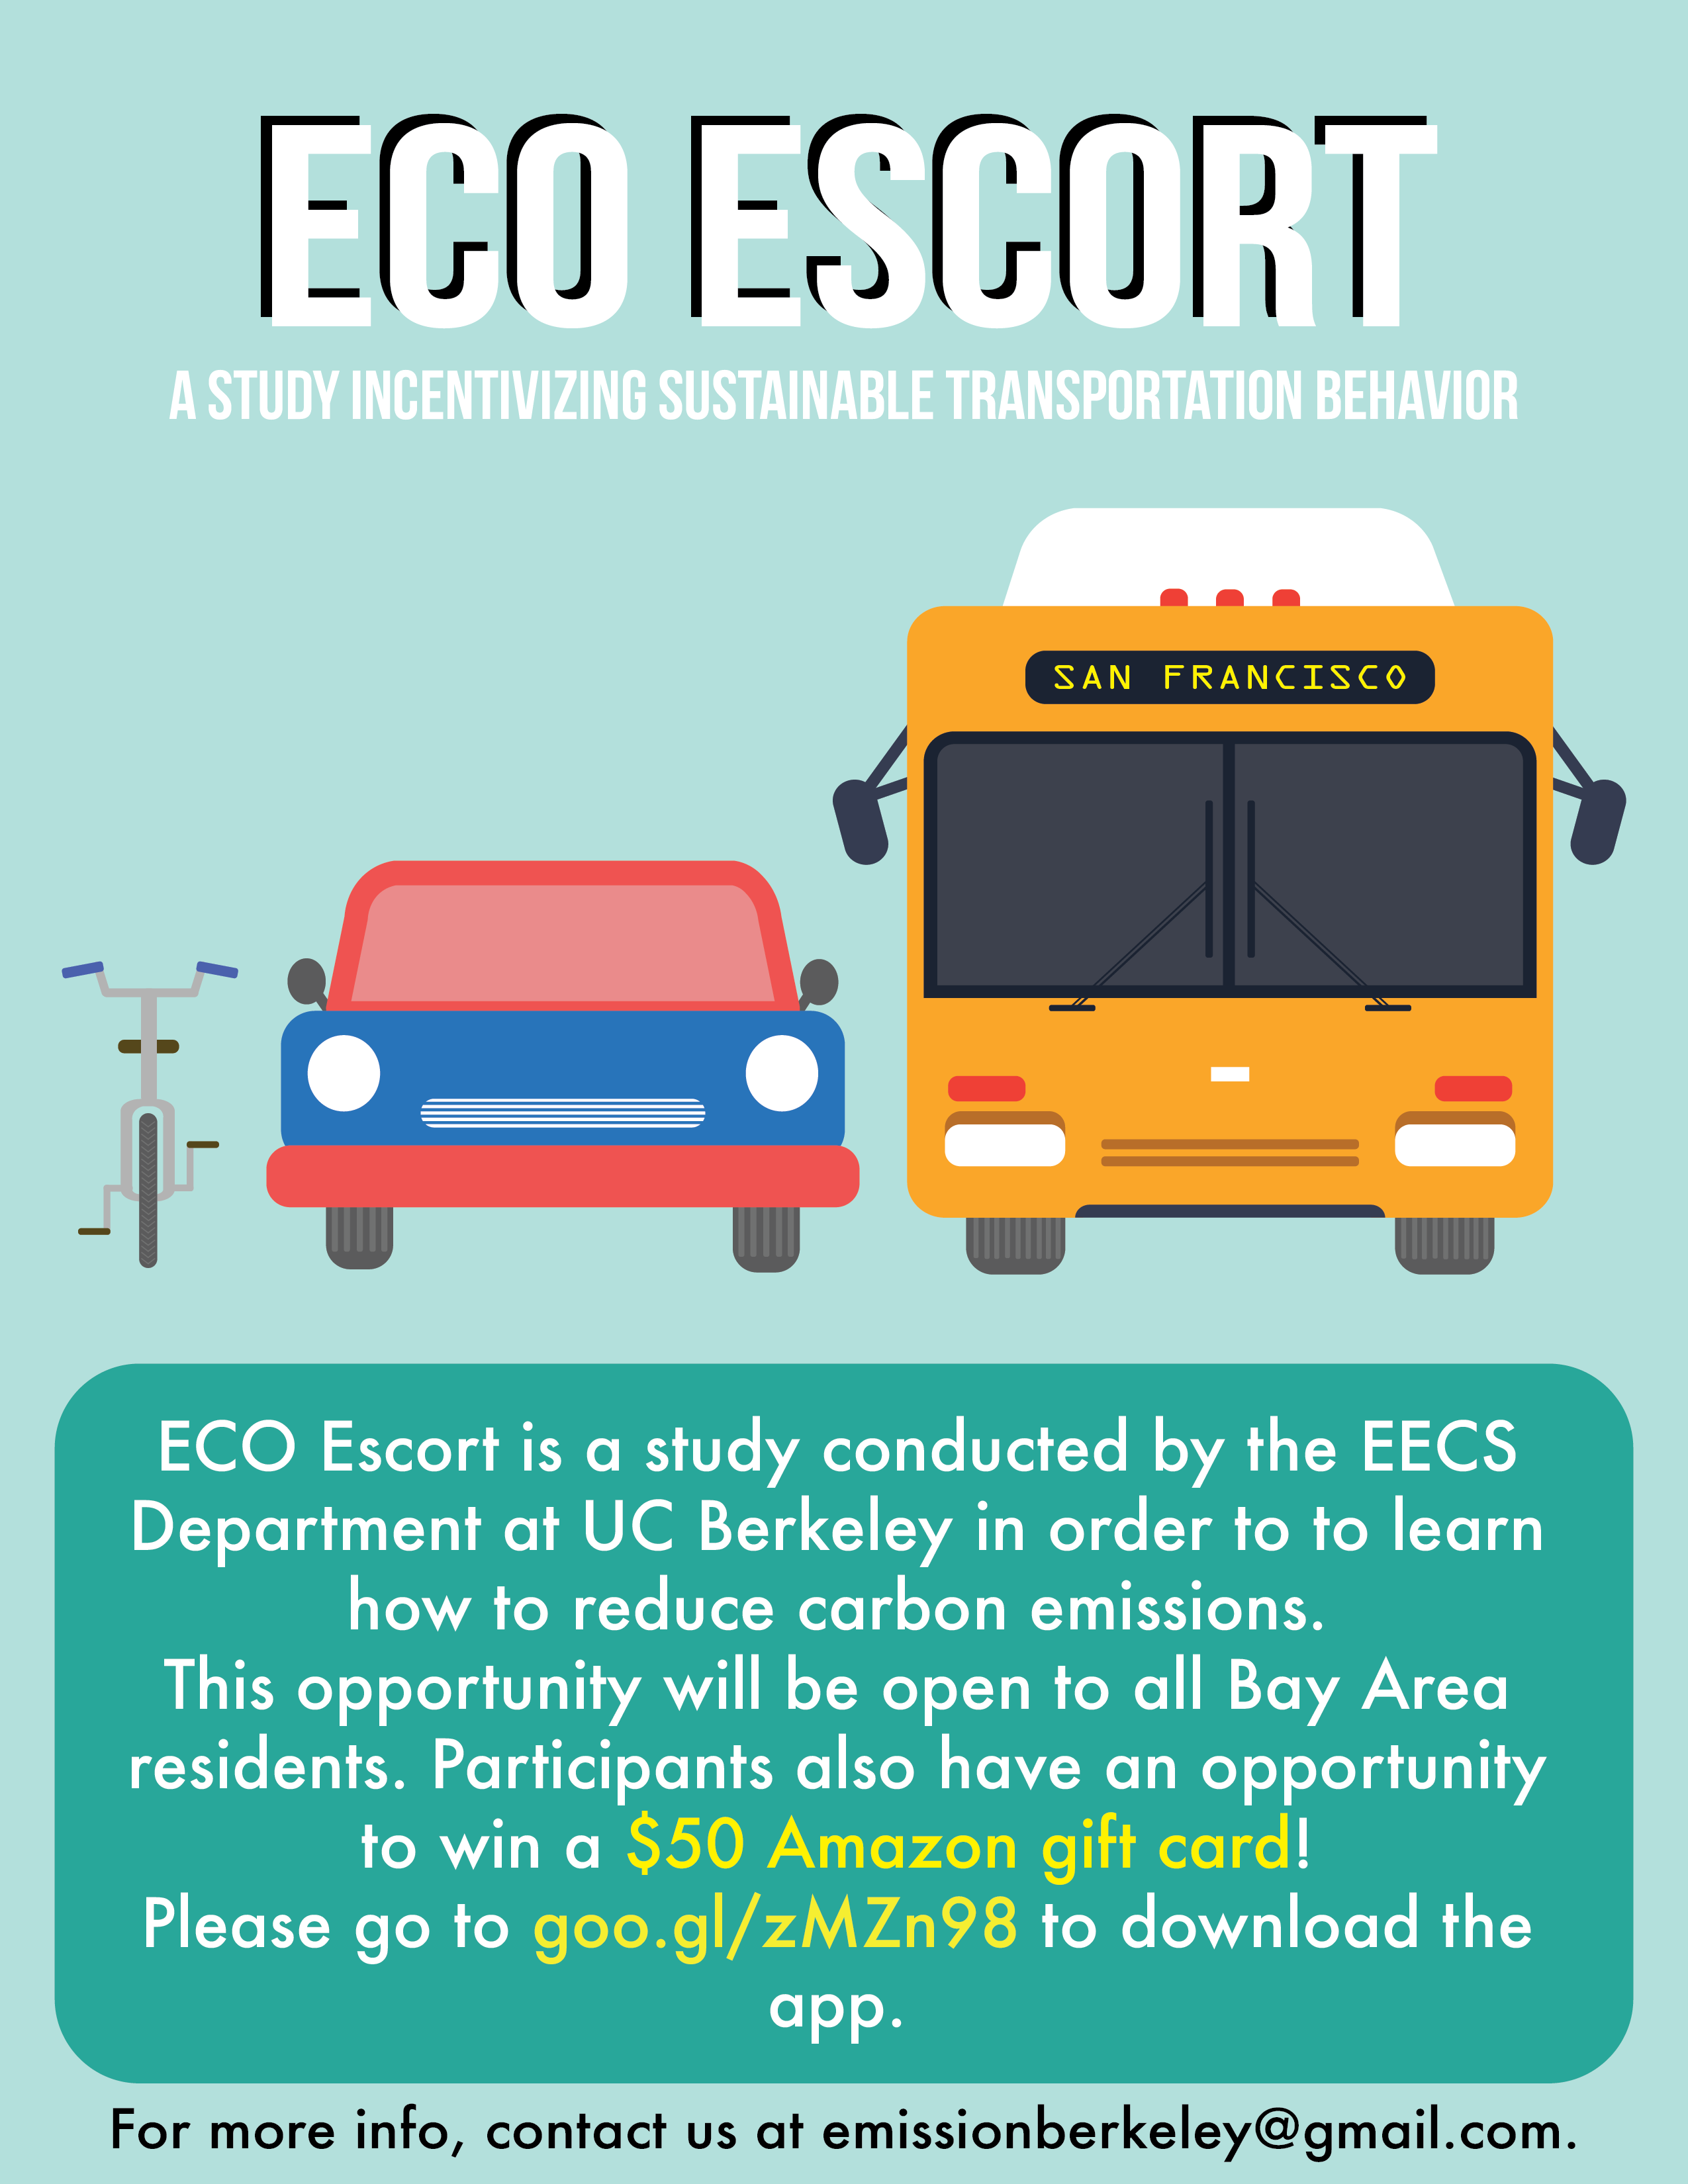 ECO ESCORT
A STUDY INCENTIVIZING SUSTAINABLE TRANSPORTATION BEHAVIOR
SAN FRANCISCO
ECO Escort is a study conducted by the EECS
Department at UC Berkeley in order to to learn
how to reduce carbon emissions.
This opportunity will be open to all Bay Area
residents. Participants also have an opportunity
to win a $50 Amazon gift card!
Please go to goo.gl/zMZn98 to download the
app.
For more info, contact us at emissionberkeley@gmail.com.